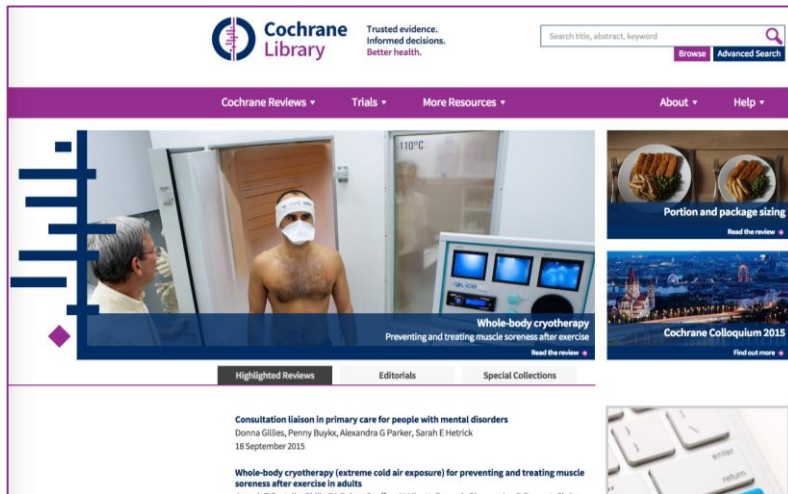 Cochrane
Library
Trusted evidence.
Informed decisions.
Better health.
Search title, abstract, keyword
Browse
Advanced Search
Cochrane Reviews
Trials
More Resources
About
Help
-110°C
Portion and package sizing
Read the review
Whole-body cryotherapy
Preventing and treating muscle soreness after exercise
Read the review
Cochrane Colloquium 2015
Find out more
Highlighted Reviews
Editorials
Special Collections
Consultation liaison in primary care for people with mental disorders
Donna Gillies, Penny Buykx, Alexandra G Parker, Sarah E Hetrick
18 September 2015
Whole-body cryotherapy (extreme cold air exposure) for preventing and treating muscle
soreness after exercise in adults
enter
return